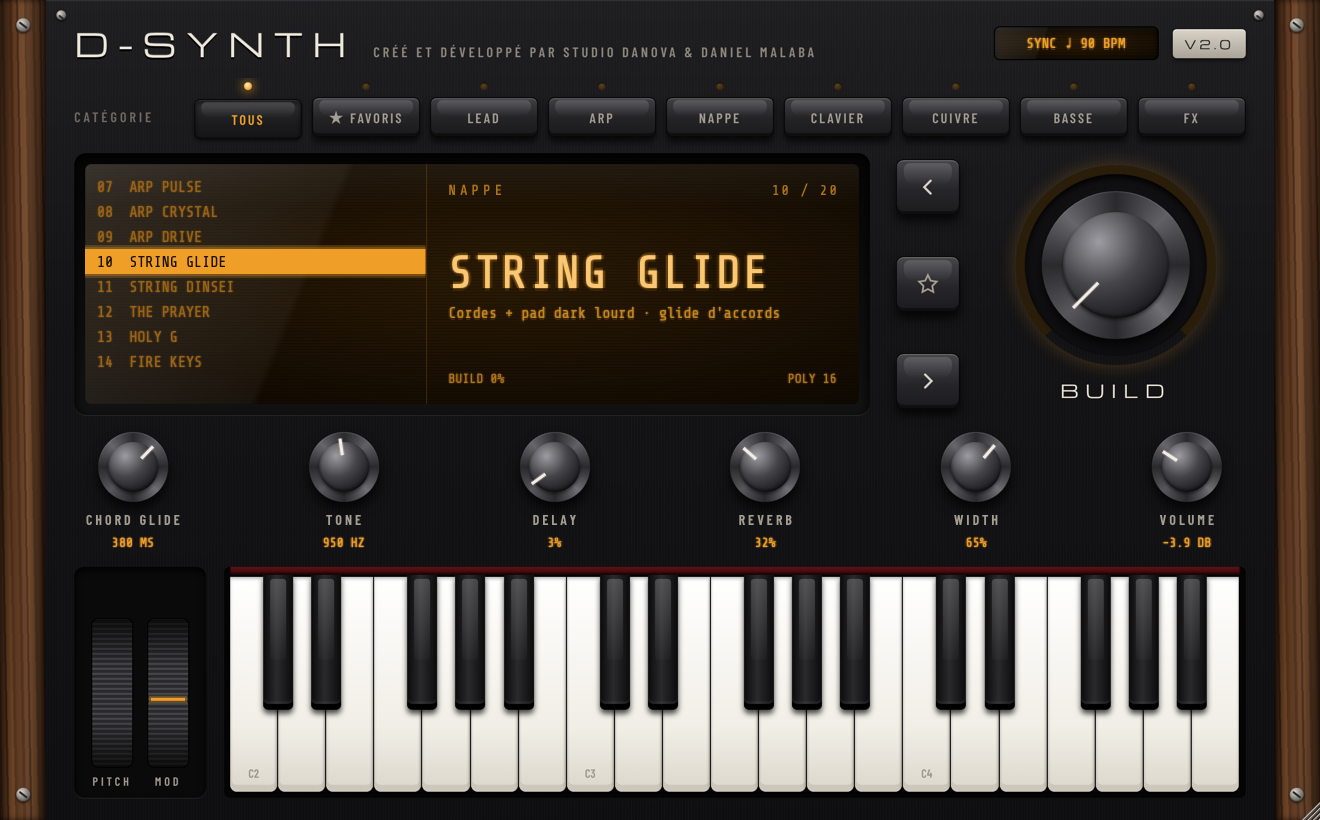 D-SYNTH
CRÉÉ ET DÉVELOPPÉ PAR STUDIO DANOVA & DANIEL MALABA
SYNC ♩ 90 BPM
V2.0
CATÉGORIE
TOUS
★ FAVORIS
LEAD
ARP
NAPPE
CLAVIER
CUIVRE
BASSE
FX
07 ARP PULSE
08 ARP CRYSTAL
09 ARP DRIVE
10 STRING GLIDE
11 STRING DINSEI
12 THE PRAYER
13 HOLY G
14 FIRE KEYS
NAPPE
10 / 20
STRING GLIDE
Cordes + pad dark lourd · glide d'accords
BUILD 0%
POLY 16
BUILD
CHORD GLIDE
380 MS
TONE
950 HZ
DELAY
3%
REVERB
32%
WIDTH
65%
VOLUME
-3.9 DB
PITCH
MOD
C2
C3
C4